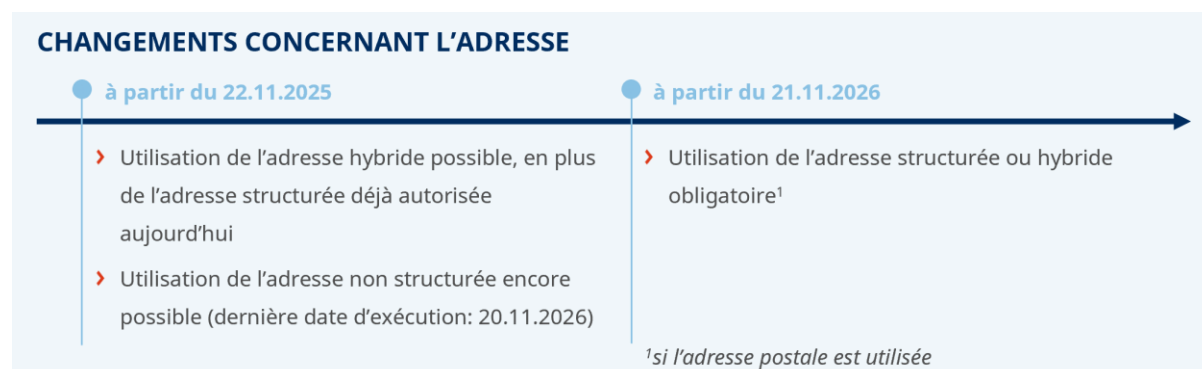 CHANGEMENTS CONCERNANT L’ADRESSE
à partir du 22.11.2025
Utilisation de l’adresse hybride possible, en plus
de l’adresse structurée déjà autorisée
aujourd’hui
Utilisation de l’adresse non structurée encore
possible (dernière date d’exécution: 20.11.2026)
à partir du 21.11.2026
Utilisation de l’adresse structurée ou hybride
obligatoire¹
¹si l’adresse postale est utilisée